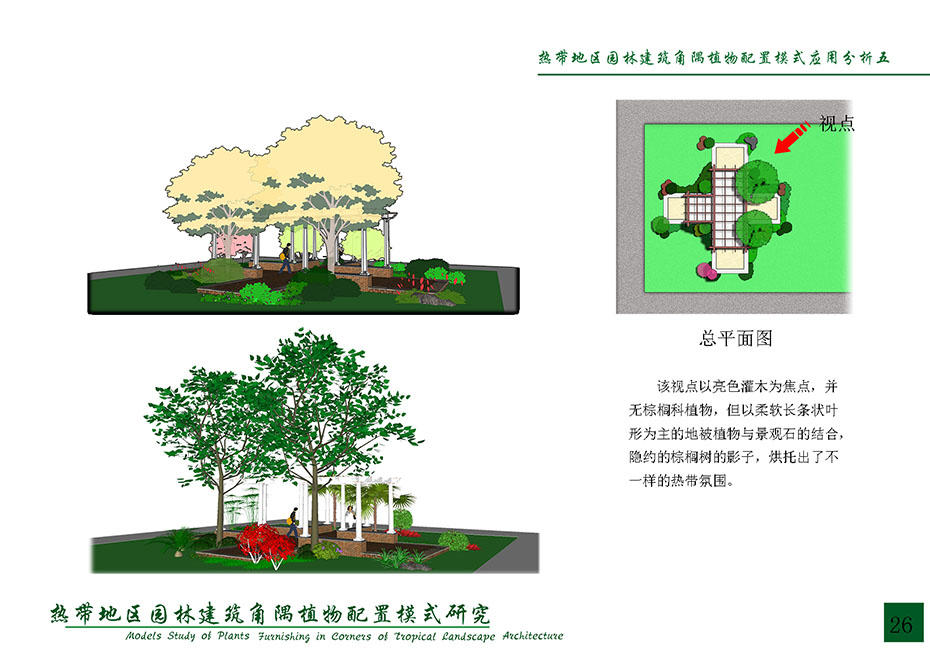 热带地区园林建筑角隅植物配置模式应用分析五
视点
总平面图
该视点以亮色灌木为焦点，并
无棕榈科植物，但以柔软长条状叶
形为主的地被植物与景观石的结合，
隐约的棕榈树的影子，烘托出了不
一样的热带氛围。
热带地区园林建筑角隅植物配置模式研究
Models Study of Plants Furnishing in Corners of Tropical Landscape Architecture
26